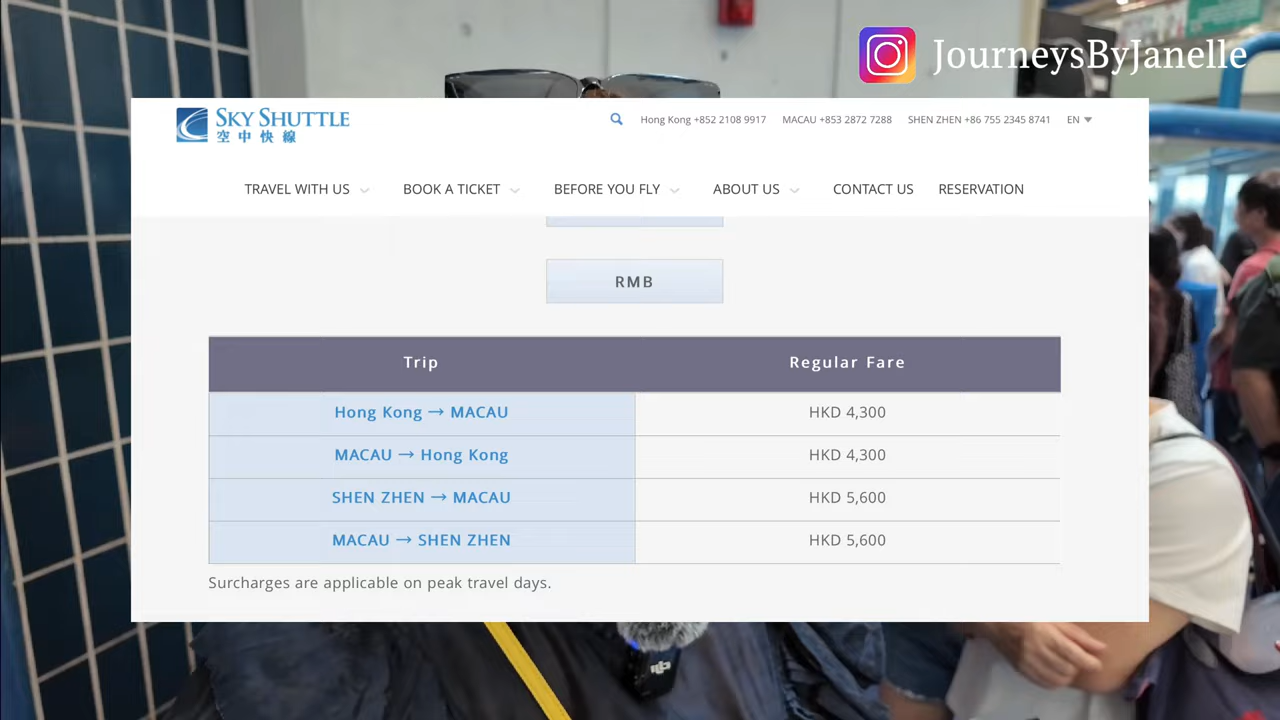 JourneysByJanelle
SKY SHUTTLE
空中快線
Hong Kong +852 2108 9917 MACAU +853 2872 7288 SHEN ZHEN +86 755 2345 8741 EN
TRAVEL WITH US BOOK A TICKET BEFORE YOU FLY ABOUT US CONTACT US RESERVATION
RMB
Trip Regular Fare
Hong Kong → MACAU HKD 4,300
MACAU → Hong Kong HKD 4,300
SHEN ZHEN → MACAU HKD 5,600
MACAU → SHEN ZHEN HKD 5,600
Surcharges are applicable on peak travel days.